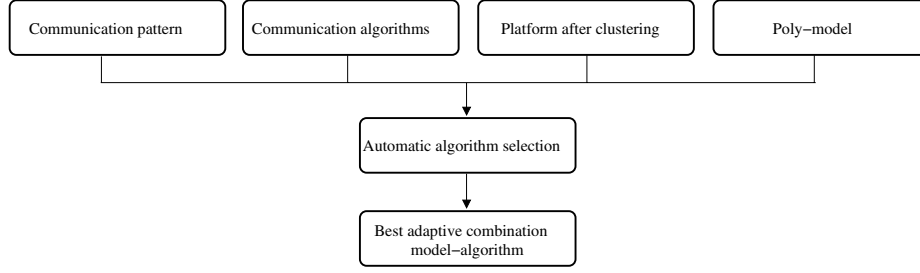 Communication pattern
Communication algorithms
Platform after clustering
Poly−model
Automatic algorithm selection
Best adaptive combination
model−algorithm